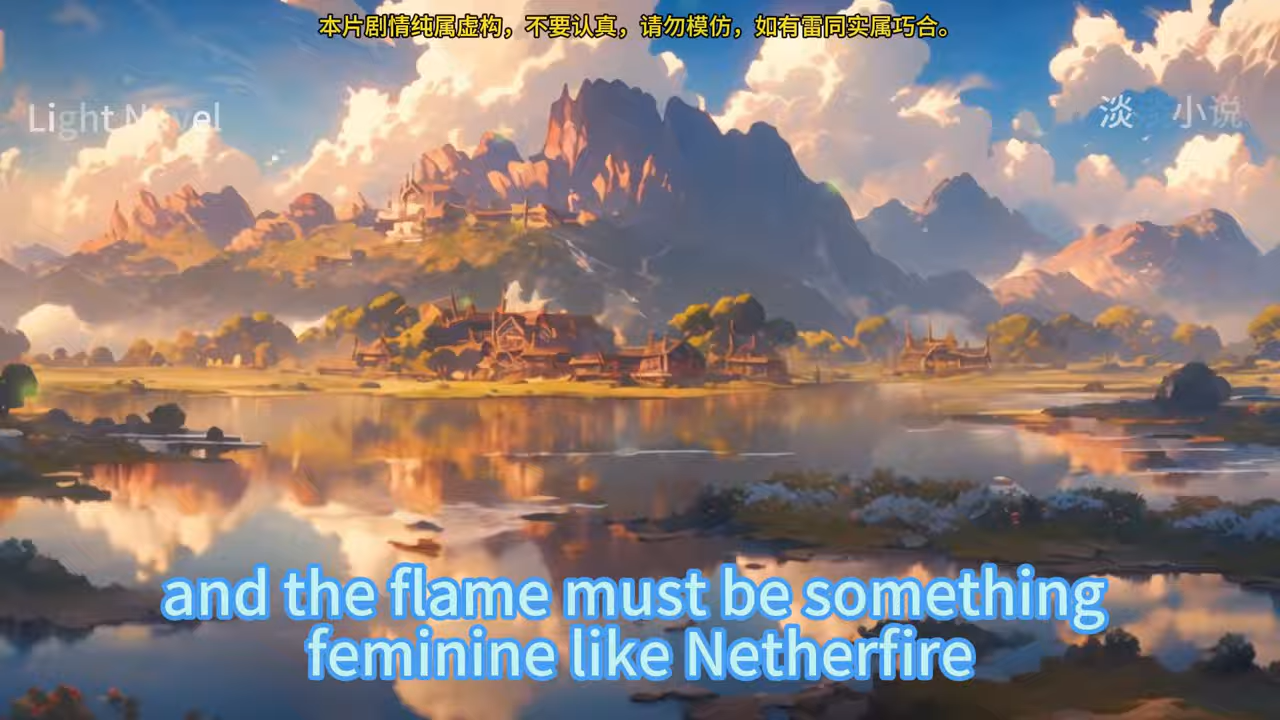 本片剧情纯属虚构，不要认真，请勿模仿，如有雷同实属巧合。
Light Novel
淡 小说
and the flame must be something
feminine like Netherfire